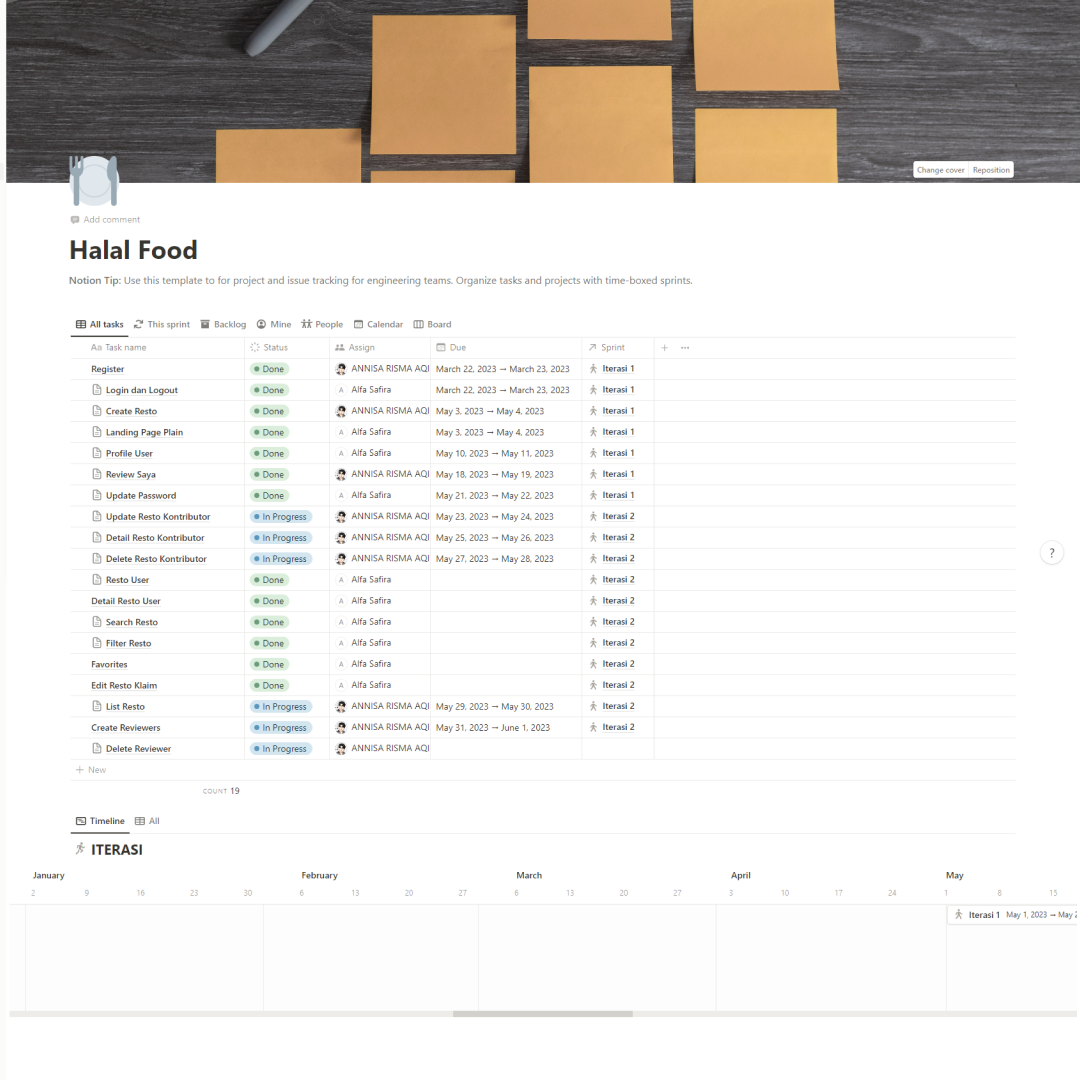 Change cover Reposition
Add comment
Halal Food
Notion Tip: Use this template to for project and issue tracking for engineering teams. Organize tasks and projects with time-boxed sprints.
All tasks This sprint Backlog Mine People Calendar Board
Aa Task name Status Assign Due Sprint + ...
Register Done ANNISA RISMA AQI March 22, 2023 → March 23, 2023 Iterasi 1
Login dan Logout Done A Alfa Safira March 22, 2023 → March 23, 2023 Iterasi 1
Create Resto Done ANNISA RISMA AQI May 3, 2023 → May 4, 2023 Iterasi 1
Landing Page Plain Done A Alfa Safira May 3, 2023 → May 4, 2023 Iterasi 1
Profile User Done A Alfa Safira May 10, 2023 → May 11, 2023 Iterasi 1
Review Saya Done ANNISA RISMA AQI May 18, 2023 → May 19, 2023 Iterasi 1
Update Password Done A Alfa Safira May 21, 2023 → May 22, 2023 Iterasi 1
Update Resto Kontributor In Progress ANNISA RISMA AQI May 23, 2023 → May 24, 2023 Iterasi 2
Detail Resto Kontributor In Progress ANNISA RISMA AQI May 25, 2023 → May 26, 2023 Iterasi 2
Delete Resto Kontributor In Progress ANNISA RISMA AQI May 27, 2023 → May 28, 2023 Iterasi 2
?
Resto User Done A Alfa Safira Iterasi 2
Detail Resto User Done A Alfa Safira Iterasi 2
Search Resto Done A Alfa Safira Iterasi 2
Filter Resto Done A Alfa Safira Iterasi 2
Favorites Done A Alfa Safira Iterasi 2
Edit Resto Klaim Done A Alfa Safira Iterasi 2
List Resto In Progress ANNISA RISMA AQI May 29, 2023 → May 30, 2023 Iterasi 2
Create Reviewers In Progress ANNISA RISMA AQI May 31, 2023 → June 1, 2023 Iterasi 2
Delete Reviewer In Progress ANNISA RISMA AQI
+ New
COUNT 19
Timeline All
ITERASI
January February March April May
2 9 16 23 30 6 13 20 27 6 13 20 27 3 10 17 24 1 8 15
Iterasi 1 May 1, 2023 → May 2